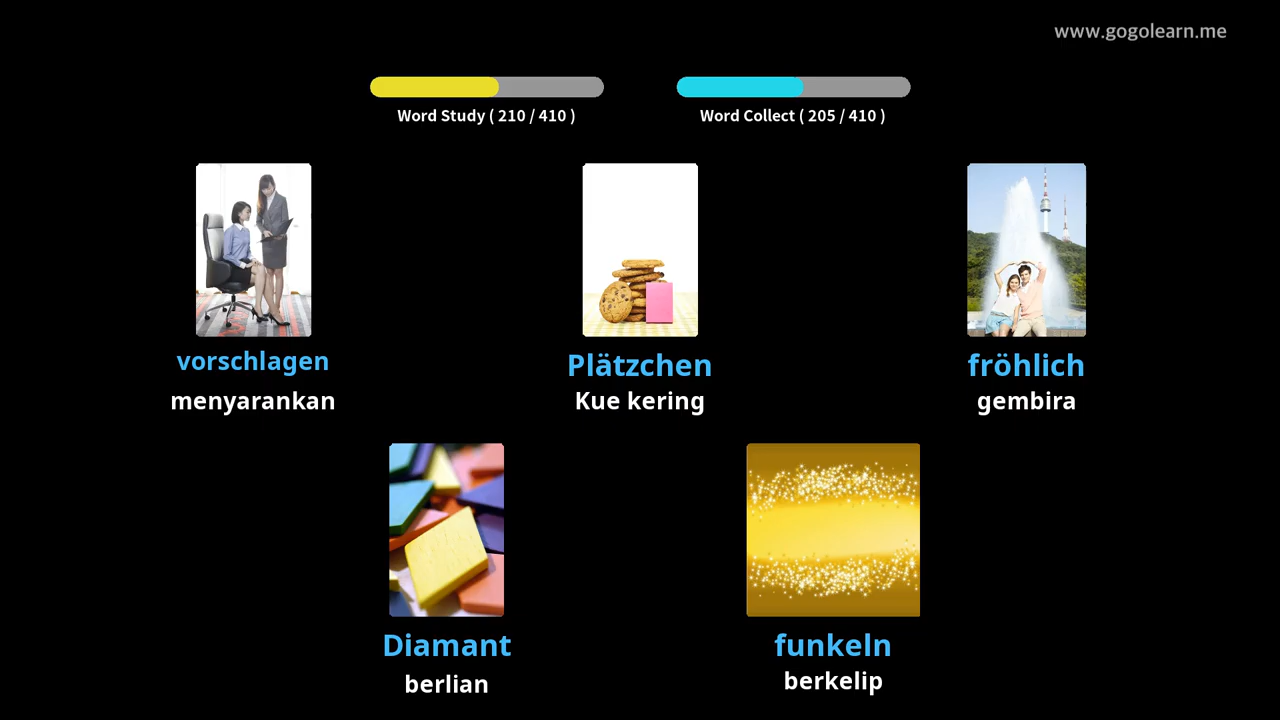 www.gogolearn.me
Word Study ( 210 / 410 )
Word Collect ( 205 / 410 )
vorschlagen
menyarankan
Plätzchen
Kue kering
fröhlich
gembira
Diamant
berlian
funkeln
berkelip